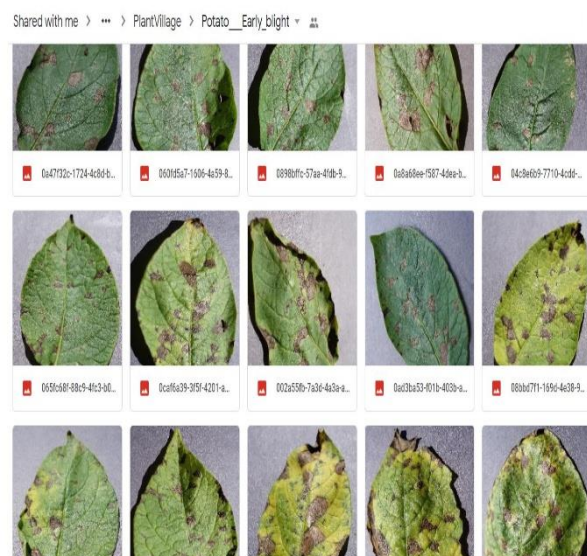 Shared with me > ••• > PlantVillage > Potato___Early_blight
0a47f32c-1724-4c8d-b...
060fd5a7-1606-4a59-8...
0898bffc-57aa-4fdb-9...
0a8a68ee-f587-4dea-b...
04c8e6b9-7710-4cdd-...
065fc68f-88c9-4fc3-b0...
0caf6a39-3f5f-4201-a...
002a55fb-7a3d-4a3a-a...
0ad3ba53-f01b-403b-a...
08bbd7f1-169d-4e38-9...